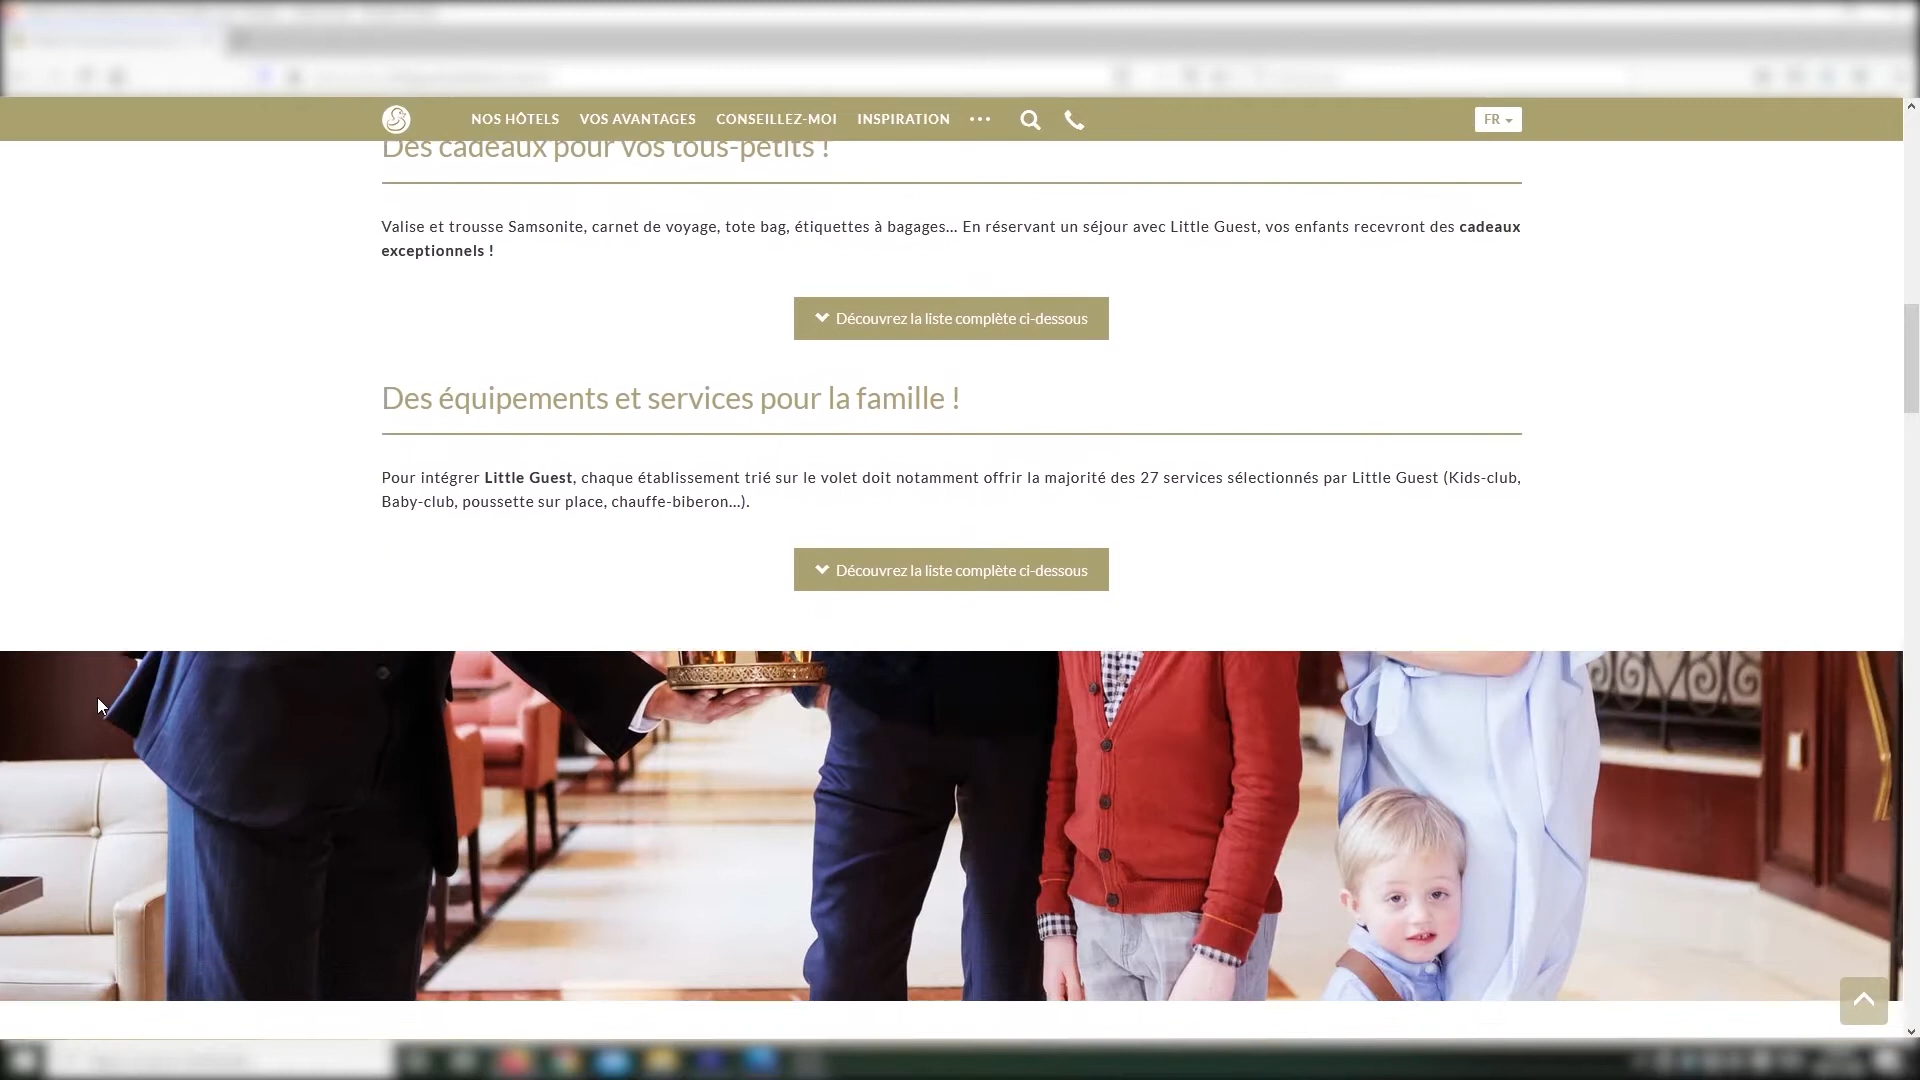 NOS HÔTELS VOS AVANTAGES CONSEILLEZ-MOI INSPIRATION ••• FR
Des cadeaux pour vos tous-petits !
Valise et trousse Samsonite, carnet de voyage, tote bag, étiquettes à bagages... En réservant un séjour avec Little Guest, vos enfants recevront des cadeaux
exceptionnels !
Découvrez la liste complète ci-dessous
Des équipements et services pour la famille !
Pour intégrer Little Guest, chaque établissement trié sur le volet doit notamment offrir la majorité des 27 services sélectionnés par Little Guest (Kids-club,
Baby-club, poussette sur place, chauffe-biberon...).
Découvrez la liste complète ci-dessous